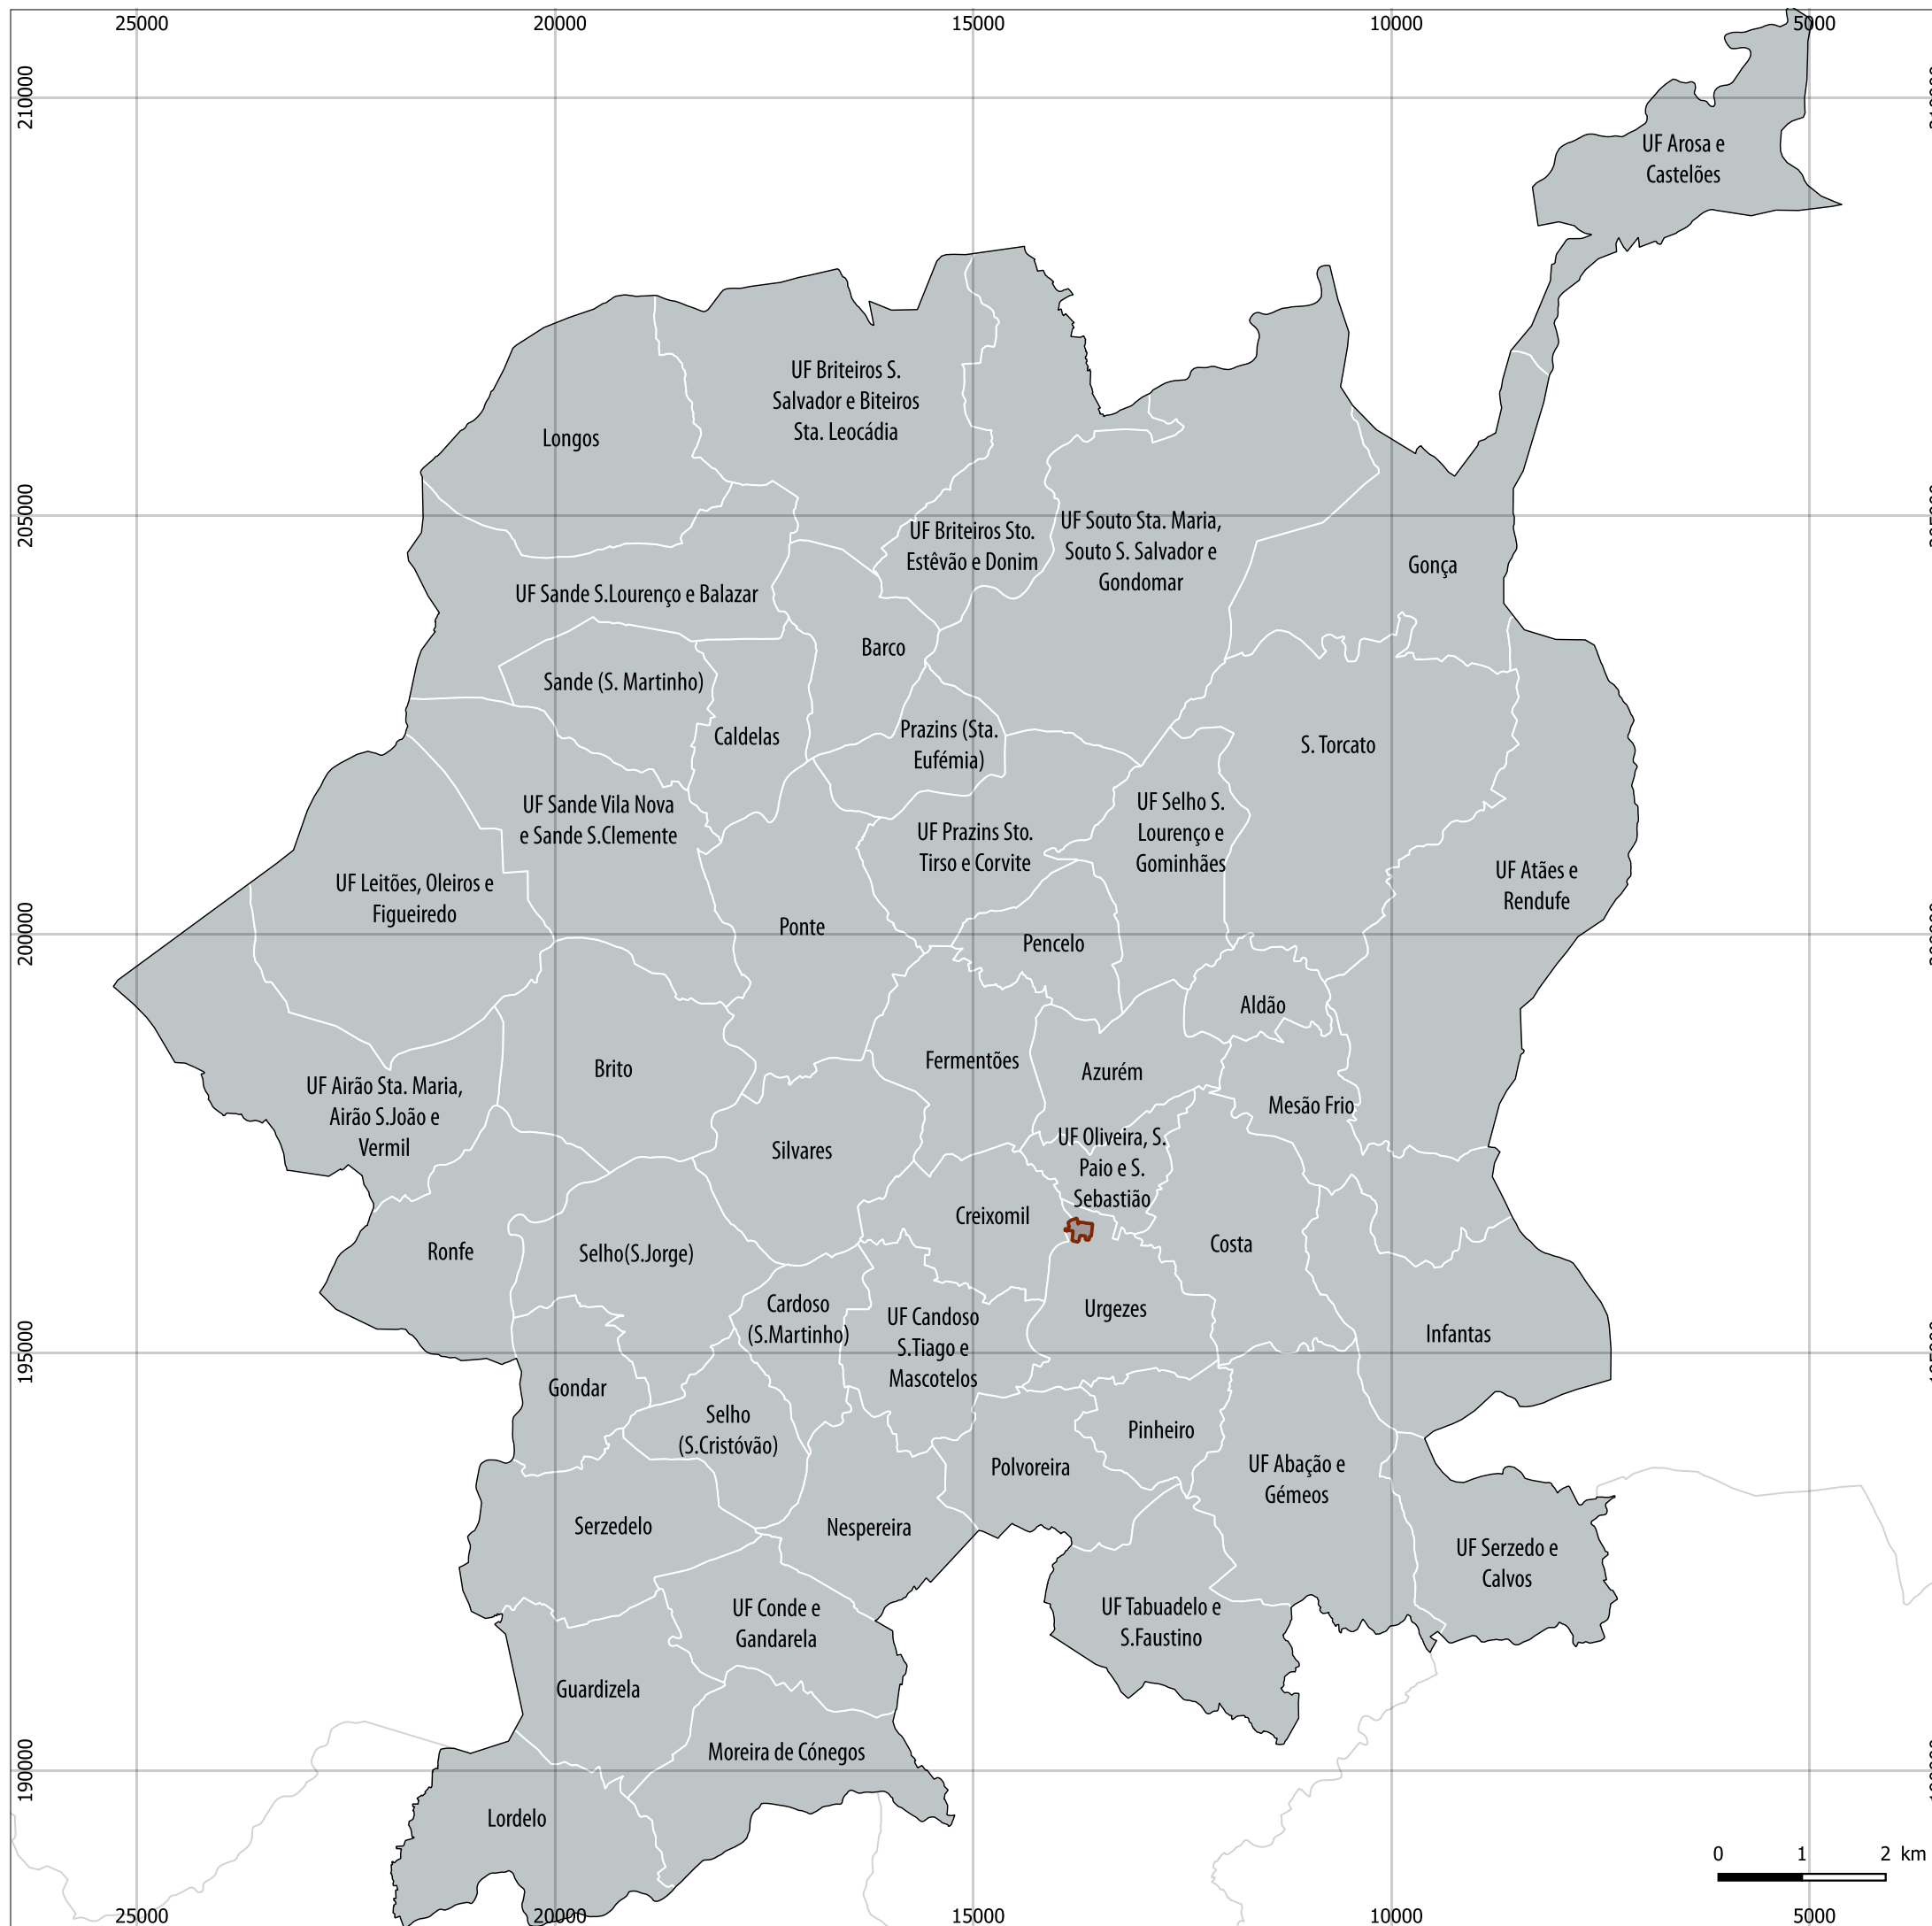 25000
20000
15000
10000
5000
210000
UF Arosa e
Castelões
UF Briteiros S.
Salvador e Biteiros
Sta. Leocádia
Longos
205000
UF Briteiros Sto.
Estêvão e Donim
UF Souto Sta. Maria,
Souto S. Salvador e
Gondomar
Gonça
UF Sande S.Lourenço e Balazar
Barco
Sande (S. Martinho)
Caldelas
Prazins (Sta.
Eufémia)
S. Torcato
UF Sande Vila Nova
e Sande S.Clemente
UF Prazins Sto.
Tirso e Corvite
UF Selho S.
Lourenço e
Gominhães
UF Leitões, Oleiros e
Figueiredo
UF Atães e
Rendufe
200000
Ponte
Pencelo
Aldão
Brito
Fermentões
Azurém
UF Airão Sta. Maria,
Airão S.João e
Vermil
Mesão Frio
Silvares
UF Oliveira, S.
Paio e S.
Sebastião
Creixomil
Ronfe
Selho(S.Jorge)
Costa
Cardoso
(S.Martinho)
UF Candoso
S.Tiago e
Mascotelos
Urgezes
Infantas
195000
Gondar
Selho
(S.Cristóvão)
Pinheiro
Polvoreira
UF Abação e
Gémeos
Serzedelo
Nespereira
UF Serzedo e
Calvos
UF Conde e
Gandarela
UF Tabuadelo e
S.Faustino
Guardizela
Moreira de Cónegos
190000
Lordelo
0 1 2 km
25000
20000
15000
10000
5000